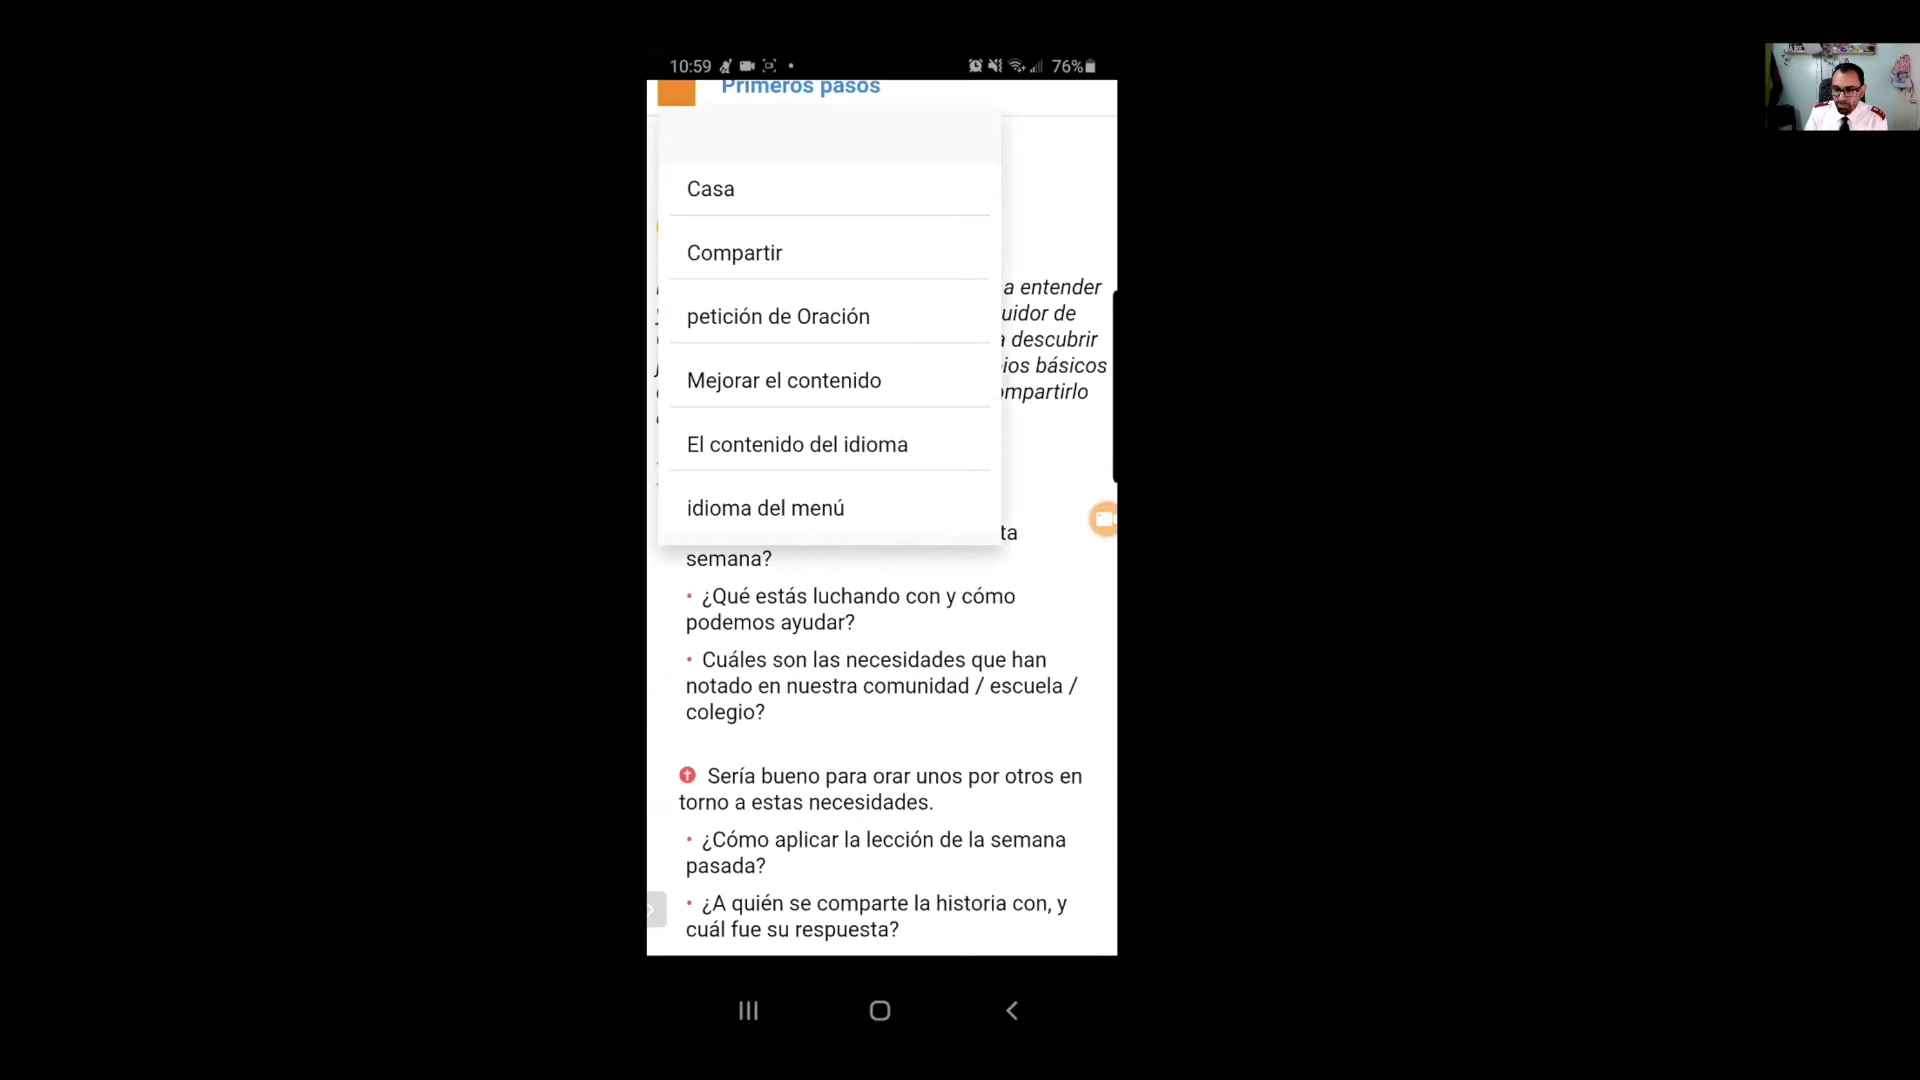 10:59
76%
Primeros pasos
Casa
Compartir
petición de Oración
Mejorar el contenido
El contenido del idioma
idioma del menú
a entender
uidor de
descubrir
ios básicos
ompartirlo
ta
semana?
• ¿Qué estás luchando con y cómo
podemos ayudar?
• Cuáles son las necesidades que han
notado en nuestra comunidad / escuela /
colegio?
Sería bueno para orar unos por otros en
torno a estas necesidades.
• ¿Cómo aplicar la lección de la semana
pasada?
• ¿A quién se comparte la historia con, y
cuál fue su respuesta?